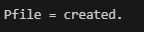 Pfile = created.